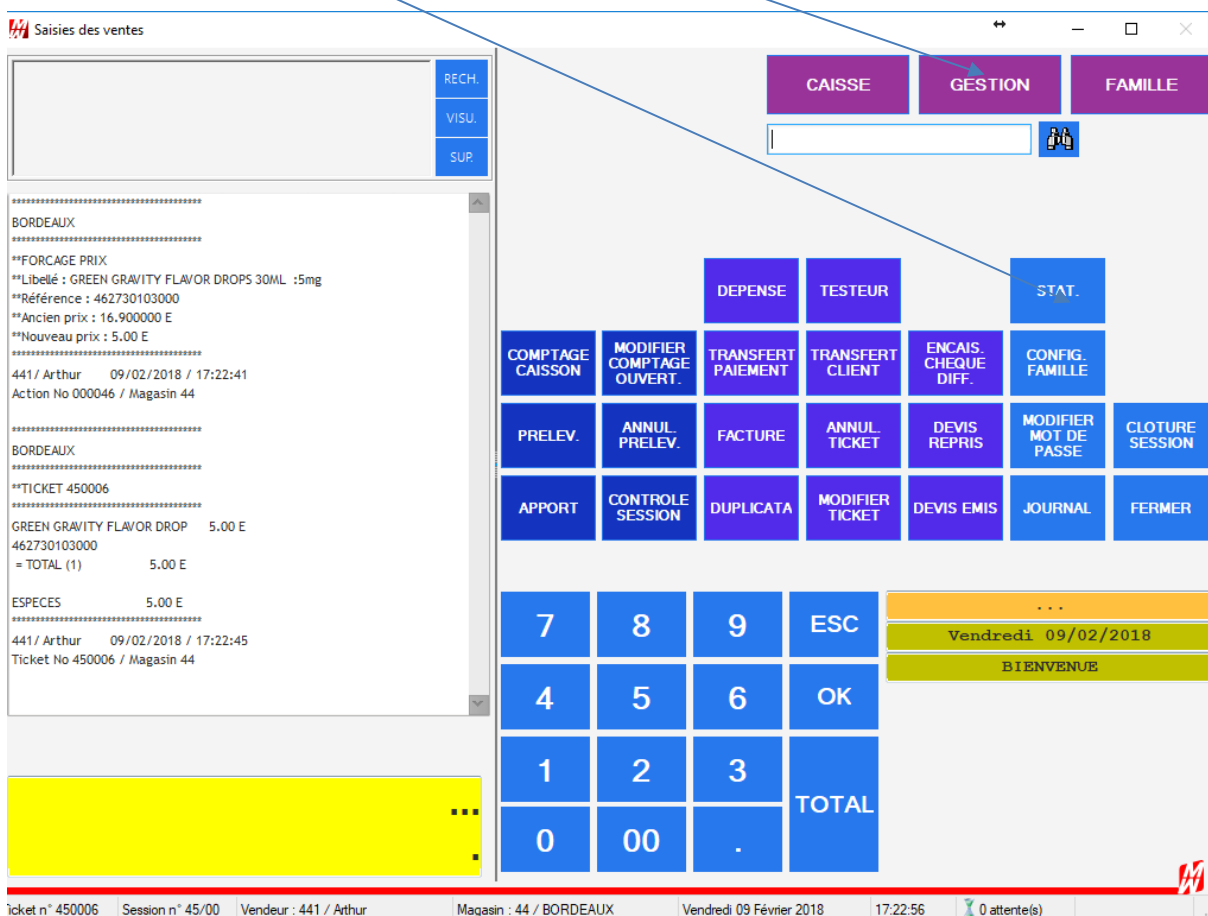 Saisies des ventes
RECH.
VISU.
SUP.
CAISSE
GESTION
FAMILLE
*****************************************
BORDEAUX
*****************************************
**FORCAGE PRIX
**Libellé : GREEN GRAVITY FLAVOR DROPS 30ML :5mg
**Référence : 462730103000
**Ancien prix : 16.900000 E
**Nouveau prix : 5.00 E
*****************************************
441/ Arthur 09/02/2018 / 17:22:41
Action No 000046 / Magasin 44
*****************************************
BORDEAUX
*****************************************
**TICKET 450006
*****************************************
GREEN GRAVITY FLAVOR DROP 5.00 E
462730103000
= TOTAL (1) 5.00 E
ESPECES 5.00 E
*****************************************
441/ Arthur 09/02/2018 / 17:22:45
Ticket No 450006 / Magasin 44
...
.
DEPENSE
TESTEUR
STAT.
COMPTAGE
CAISSON
MODIFIER
COMPTAGE
OUVERT.
TRANSFERT
PAIEMENT
TRANSFERT
CLIENT
ENCAIS.
CHEQUE
DIFF.
CONFIG.
FAMILLE
PRELEV.
ANNUL.
PRELEV.
FACTURE
ANNUL.
TICKET
DEVIS
REPRIS
MODIFIER
MOT DE
PASSE
CLOTURE
SESSION
APPORT
CONTROLE
SESSION
DUPLICATA
MODIFIER
TICKET
DEVIS EMIS
JOURNAL
FERMER
7 8 9 ESC
4 5 6 OK
1 2 3
TOTAL
0 00 .
...
Vendredi 09/02/2018
BIENVENUE
icket n° 450006 Session n° 45/00 Vendeur : 441 / Arthur Magasin : 44 / BORDEAUX Vendredi 09 Février 2018 17:22:56 0 attente(s)